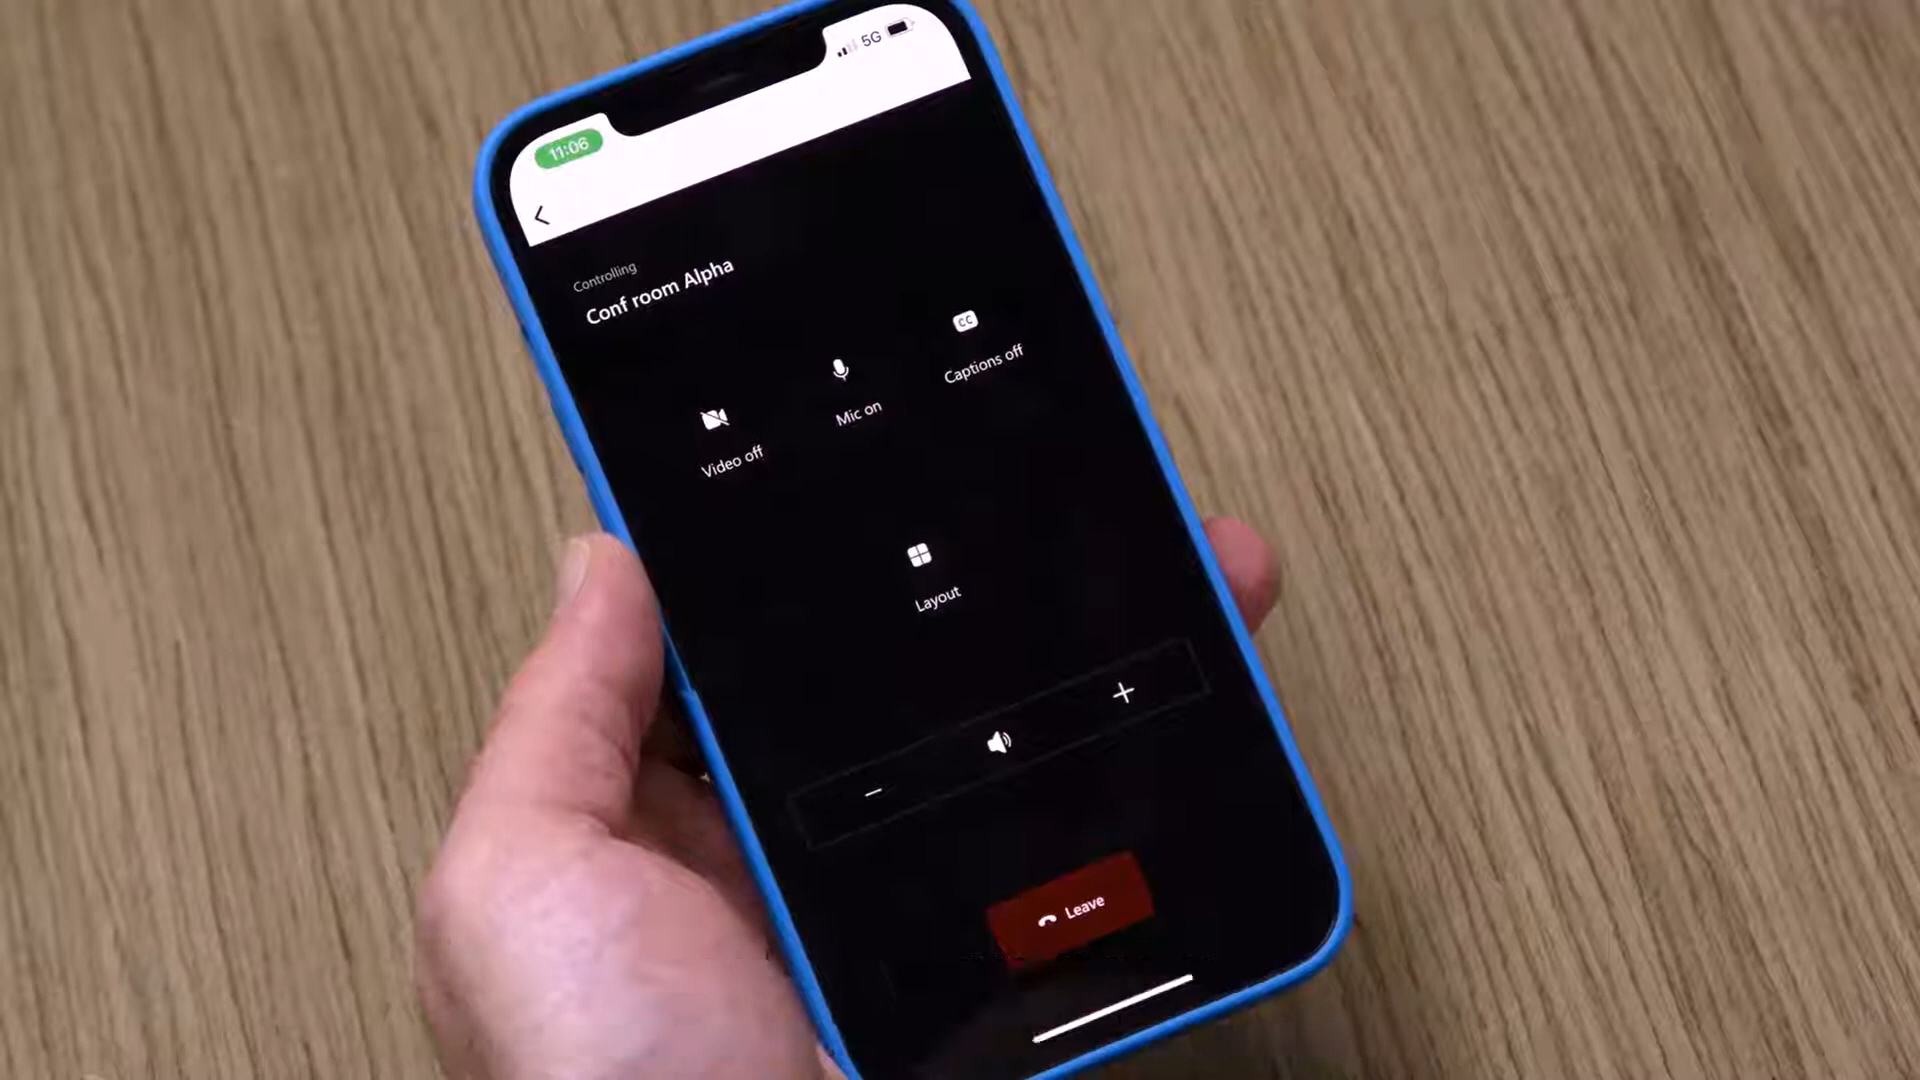 11:06
5G
Controlling
Conf room Alpha
Video off
Mic on
CC
Captions off
Layout
Leave